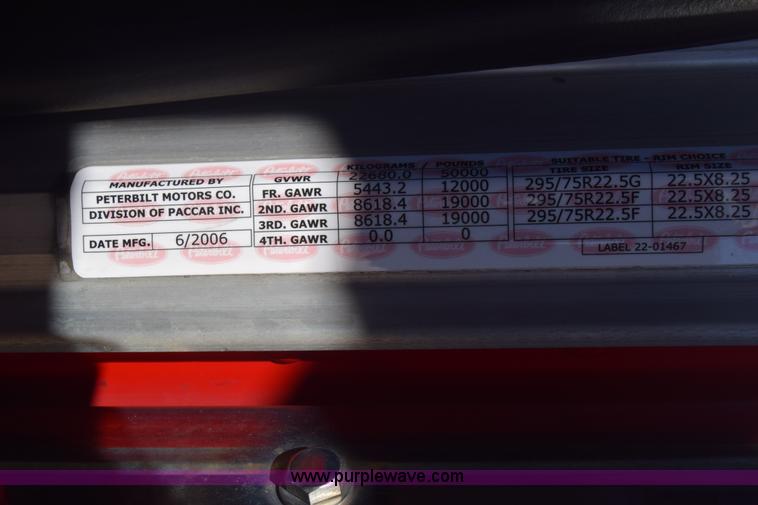 KILOGRAMS / POUNDS SUITABLE TIRE - RIM CHOICE
MANUFACTURED BY GVWR 22680.0 50000 TIRE SIZE RIM SIZE
PETERBILT MOTORS CO. FR. GAWR 5443.2 12000 295/75R22.5G 22.5X8.25
DIVISION OF PACCAR INC. 2ND. GAWR 8618.4 19000 295/75R22.5F 22.5X8.25
3RD. GAWR 8618.4 19000 295/75R22.5F 22.5X8.25
DATE MFG. 6/2006 4TH. GAWR 0.0 0
LABEL 22-01467
www.purplewave.com